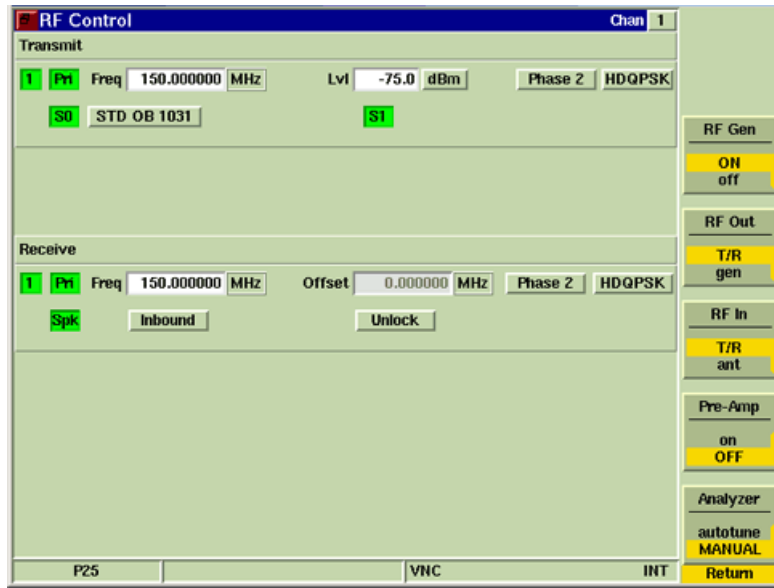 RF Control Chan 1
Transmit
1 Pri Freq 150.000000 MHz Lvl -75.0 dBm Phase 2 HDQPSK
S0 STD OB 1031 S1
Receive
1 Pri Freq 150.000000 MHz Offset 0.000000 MHz Phase 2 HDQPSK
Spk Inbound Unlock
RF Gen
ON
off
RF Out
T/R
gen
RF In
T/R
ant
Pre-Amp
on
OFF
Analyzer
autotune
MANUAL
Return
P25 VNC INT